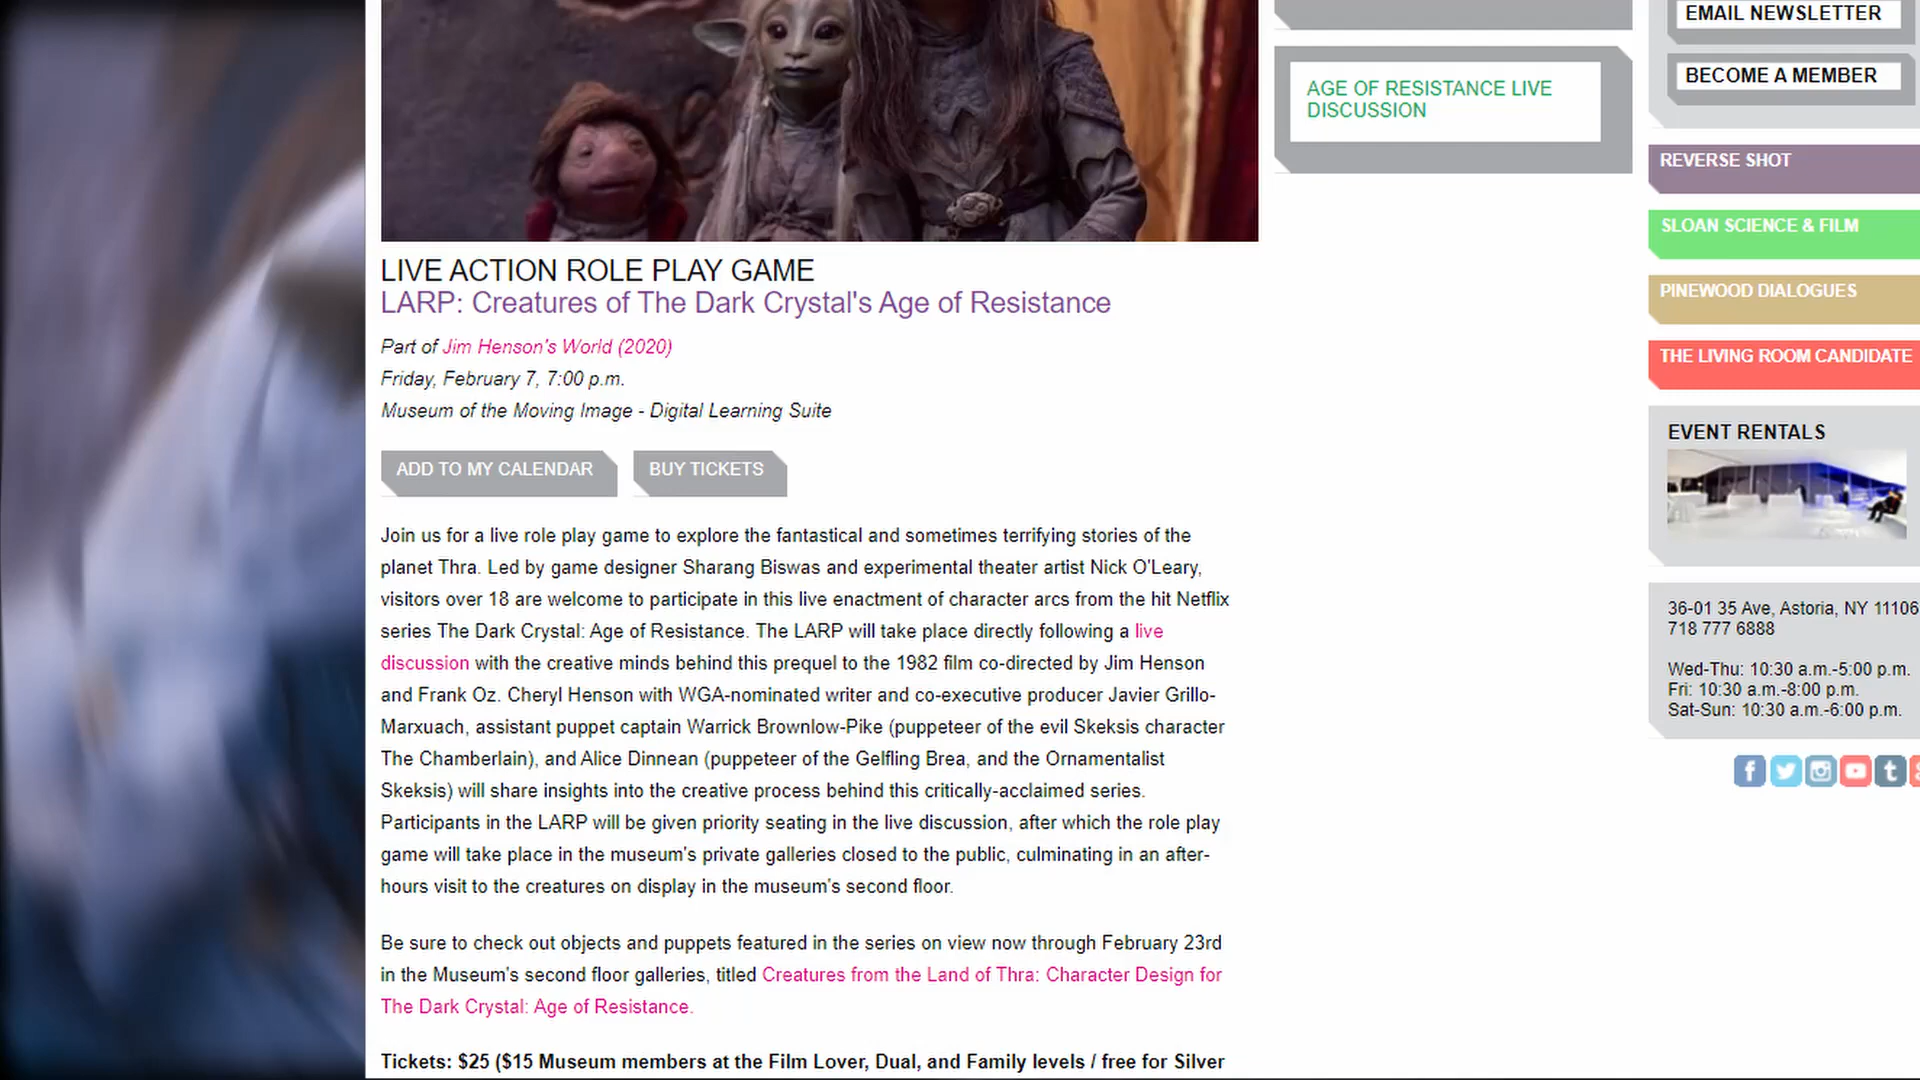 LIVE ACTION ROLE PLAY GAME
LARP: Creatures of The Dark Crystal's Age of Resistance
Part of Jim Henson's World (2020)
Friday, February 7, 7:00 p.m.
Museum of the Moving Image - Digital Learning Suite
ADD TO MY CALENDAR
BUY TICKETS
Join us for a live role play game to explore the fantastical and sometimes terrifying stories of the
planet Thra. Led by game designer Sharang Biswas and experimental theater artist Nick O'Leary,
visitors over 18 are welcome to participate in this live enactment of character arcs from the hit Netflix
series The Dark Crystal: Age of Resistance. The LARP will take place directly following a live
discussion with the creative minds behind this prequel to the 1982 film co-directed by Jim Henson
and Frank Oz. Cheryl Henson with WGA-nominated writer and co-executive producer Javier Grillo-
Marxuach, assistant puppet captain Warrick Brownlow-Pike (puppeteer of the evil Skeksis character
The Chamberlain), and Alice Dinnean (puppeteer of the Gelfling Brea, and the Ornamentalist
Skeksis) will share insights into the creative process behind this critically-acclaimed series.
Participants in the LARP will be given priority seating in the live discussion, after which the role play
game will take place in the museum's private galleries closed to the public, culminating in an after-
hours visit to the creatures on display in the museum's second floor.
Be sure to check out objects and puppets featured in the series on view now through February 23rd
in the Museum's second floor galleries, titled Creatures from the Land of Thra: Character Design for
The Dark Crystal: Age of Resistance.
Tickets: $25 ($15 Museum members at the Film Lover, Dual, and Family levels / free for Silver
AGE OF RESISTANCE LIVE
DISCUSSION
EMAIL NEWSLETTER
BECOME A MEMBER
REVERSE SHOT
SLOAN SCIENCE & FILM
PINEWOOD DIALOGUES
THE LIVING ROOM CANDIDATE
EVENT RENTALS
36-01 35 Ave, Astoria, NY 11106
718 777 6888
Wed-Thu: 10:30 a.m.-5:00 p.m.
Fri: 10:30 a.m.-8:00 p.m.
Sat-Sun: 10:30 a.m.-6:00 p.m.